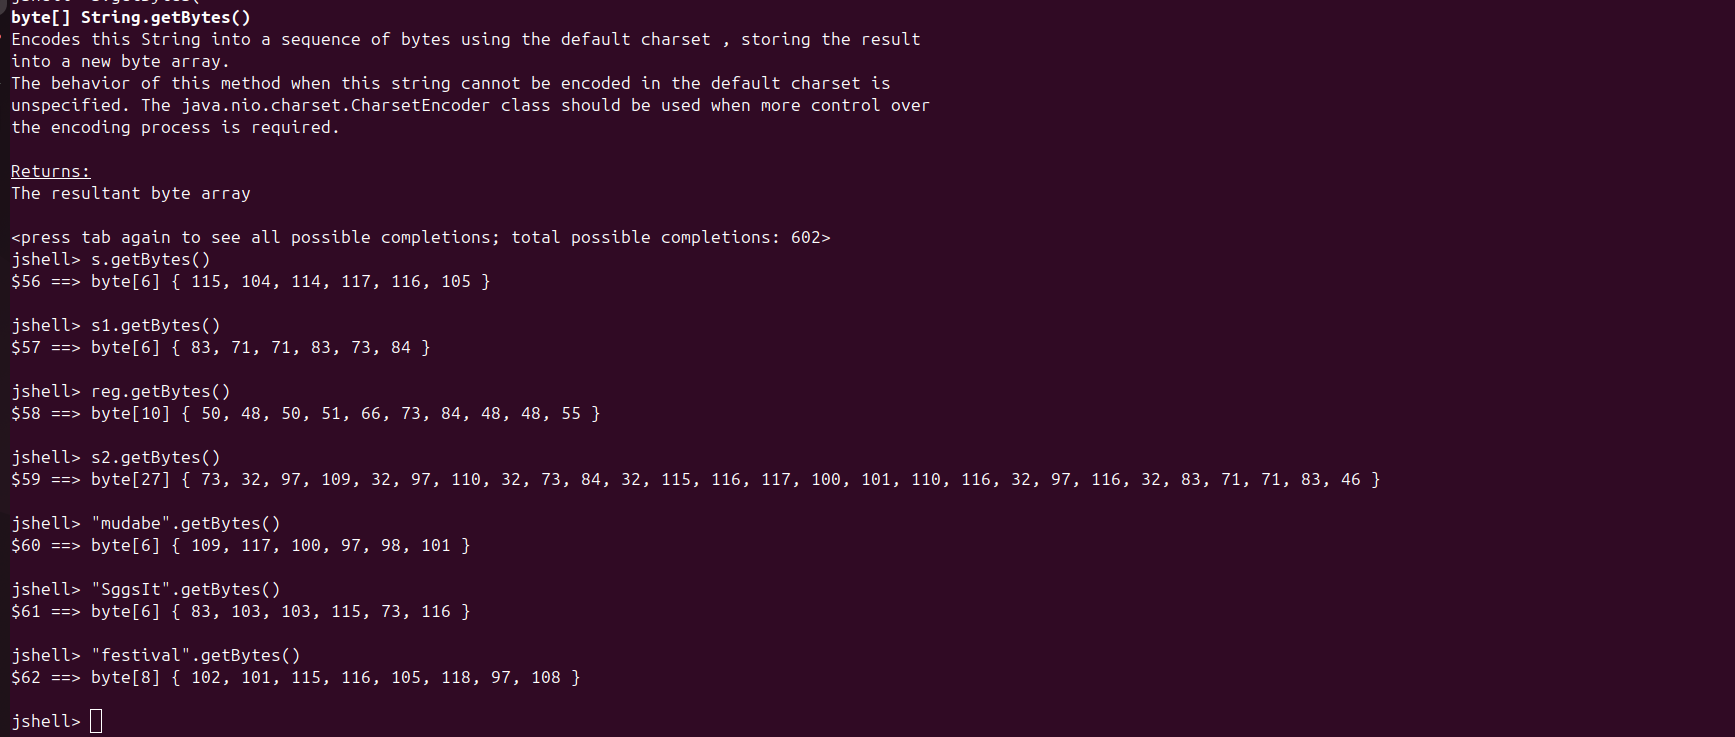 byte[] String.getBytes()
Encodes this String into a sequence of bytes using the default charset , storing the result
into a new byte array.
The behavior of this method when this string cannot be encoded in the default charset is
unspecified. The java.nio.charset.CharsetEncoder class should be used when more control over
the encoding process is required.
Returns:
The resultant byte array
<press tab again to see all possible completions; total possible completions: 602>
jshell> s.getBytes()
$56 ==> byte[6] { 115, 104, 114, 117, 116, 105 }
jshell> s1.getBytes()
$57 ==> byte[6] { 83, 71, 71, 83, 73, 84 }
jshell> reg.getBytes()
$58 ==> byte[10] { 50, 48, 50, 51, 66, 73, 84, 48, 48, 55 }
jshell> s2.getBytes()
$59 ==> byte[27] { 73, 32, 97, 109, 32, 97, 110, 32, 73, 84, 32, 115, 116, 117, 100, 101, 110, 116, 32, 97, 116, 32, 83, 71, 71, 83, 46 }
jshell> "mudabe".getBytes()
$60 ==> byte[6] { 109, 117, 100, 97, 98, 101 }
jshell> "SggsIt".getBytes()
$61 ==> byte[6] { 83, 103, 103, 115, 73, 116 }
jshell> "festival".getBytes()
$62 ==> byte[8] { 102, 101, 115, 116, 105, 118, 97, 108 }
jshell>